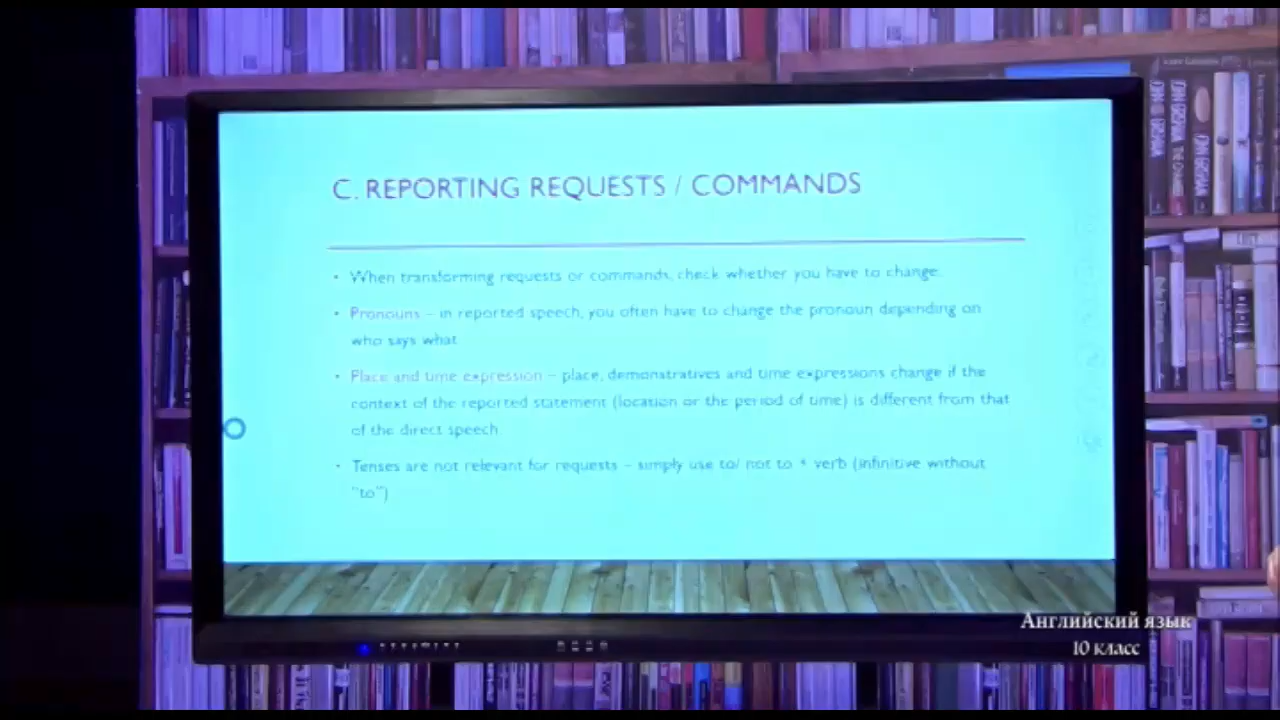 C. REPORTING REQUESTS / COMMANDS
• When transforming requests or commands, check whether you have to change:
• Pronouns – in reported speech, you often have to change the pronoun depending on
who says what
• Place and time expression – place, demonstratives and time expressions change if the
context of the reported statement (location or the period of time) is different from that
of the direct speech
• Tenses are not relevant for requests – simply use to/ not to + verb (infinitive without
"to")
Английский язык
10 класс